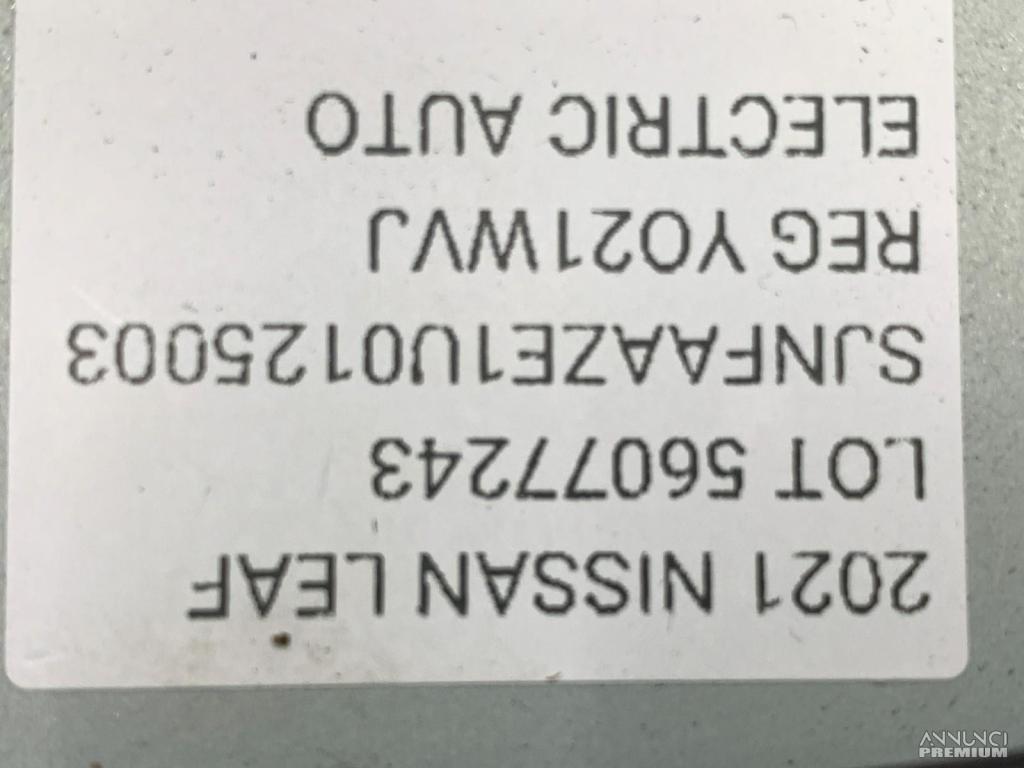 2021 NISSAN LEAF
LOT 56077243
SJNFAAZE1U0125003
REG YO21WVJ
ELECTRIC AUTO
ANNUNCI
PREMIUM